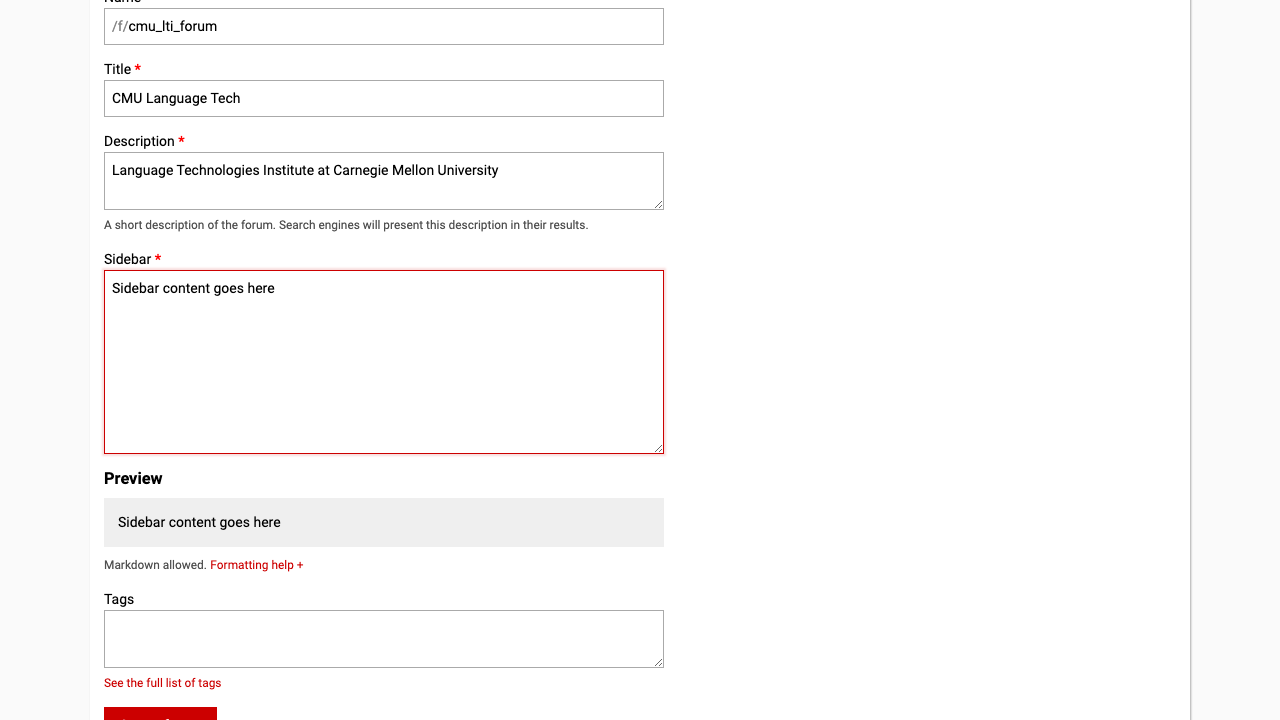 /f/cmu_lti_forum
Title *
CMU Language Tech
Description *
Language Technologies Institute at Carnegie Mellon University
A short description of the forum. Search engines will present this description in their results.
Sidebar *
Sidebar content goes here
Preview
Sidebar content goes here
Markdown allowed. Formatting help +
Tags
See the full list of tags